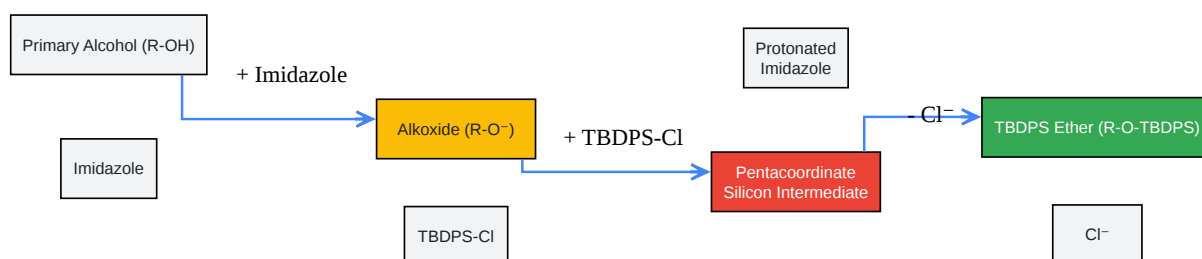 Primary Alcohol (R-OH)
+ Imidazole
Imidazole
Alkoxide (R-O⁻)
+ TBDPS-Cl
TBDPS-Cl
Protonated
Imidazole
Pentacoordinate
Silicon Intermediate
- Cl⁻
TBDPS Ether (R-O-TBDPS)
Cl⁻